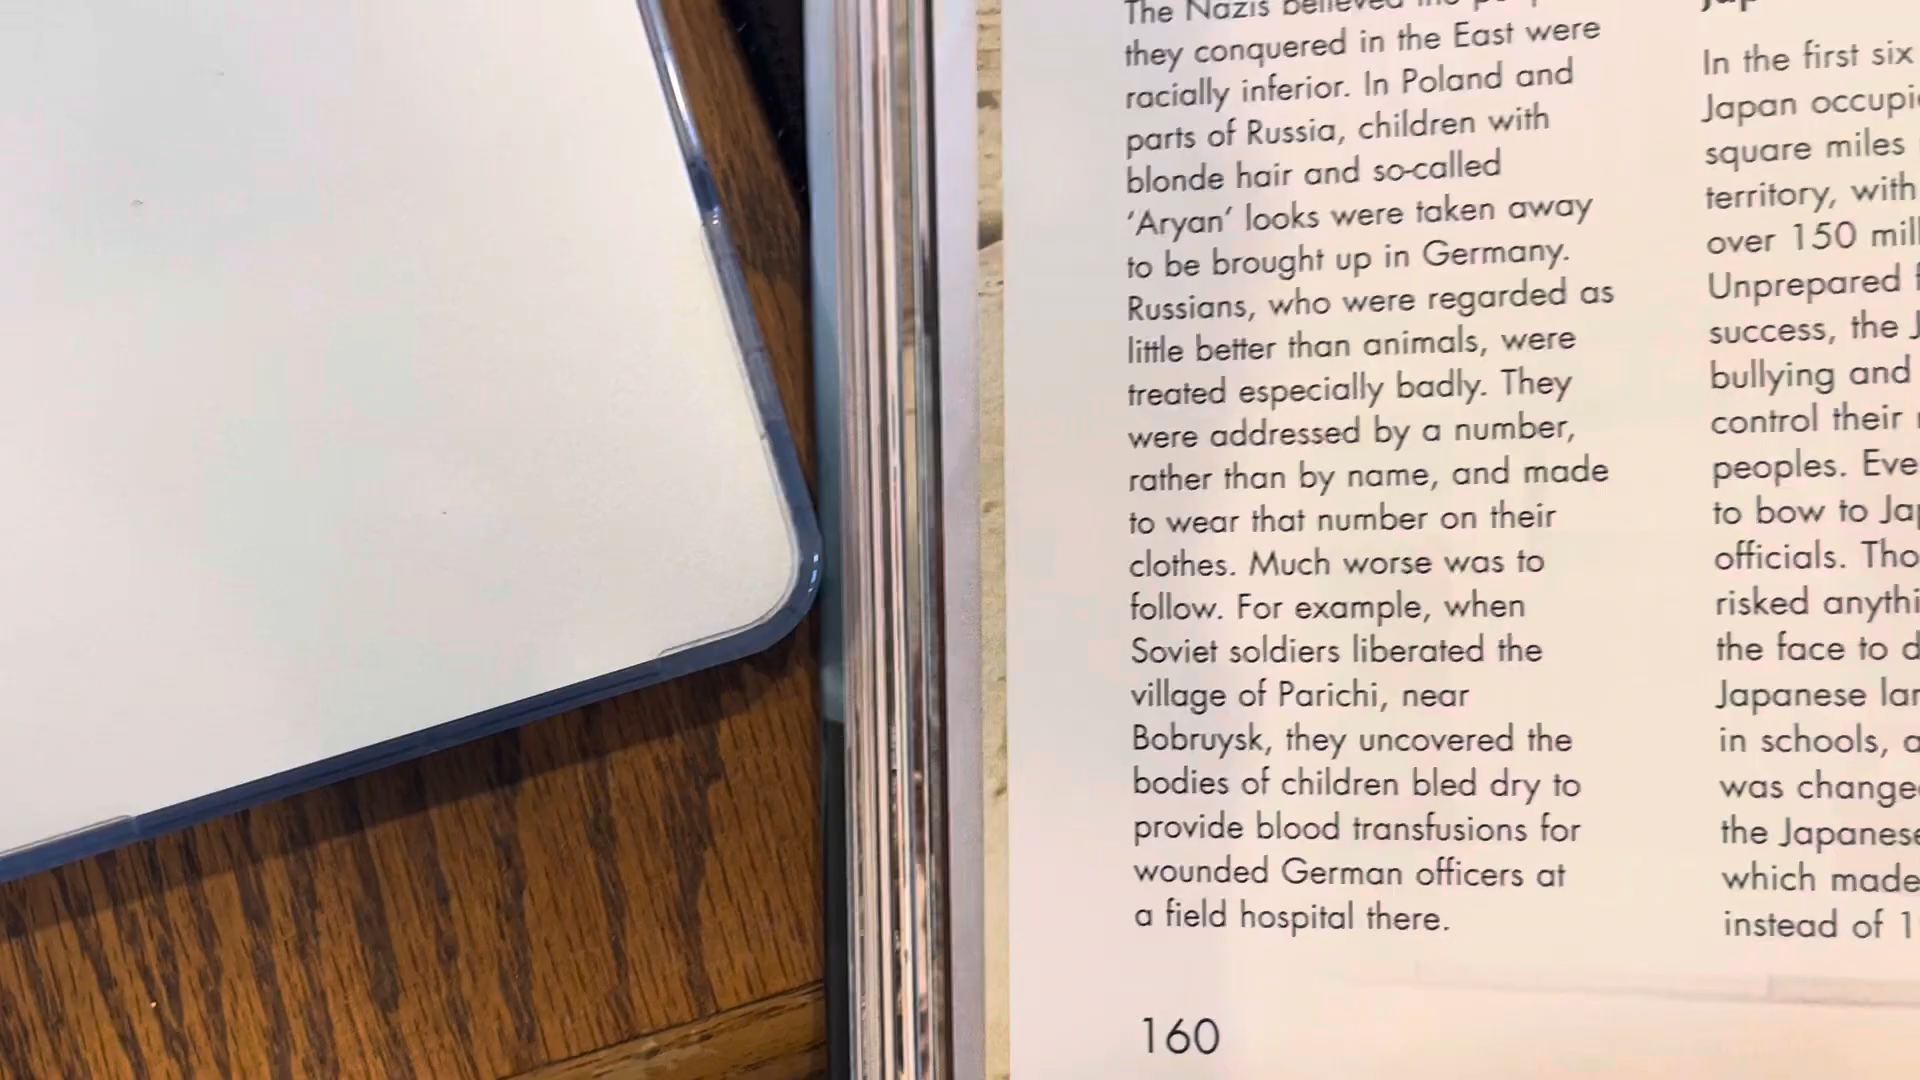 The Nazis believed the
they conquered in the East were
racially inferior. In Poland and
parts of Russia, children with
blonde hair and so-called
‘Aryan’ looks were taken away
to be brought up in Germany.
Russians, who were regarded as
little better than animals, were
treated especially badly. They
were addressed by a number,
rather than by name, and made
to wear that number on their
clothes. Much worse was to
follow. For example, when
Soviet soldiers liberated the
village of Parichi, near
Bobruysk, they uncovered the
bodies of children bled dry to
provide blood transfusions for
wounded German officers at
a field hospital there.
160
In the first six
Japan
square miles
territory, with
over 150
Unprepared
success, the
bullying and
control their
peoples.
to bow to
officials.
risked
the face to
Japanese
in schools,
was
the Japanese
which made
instead of